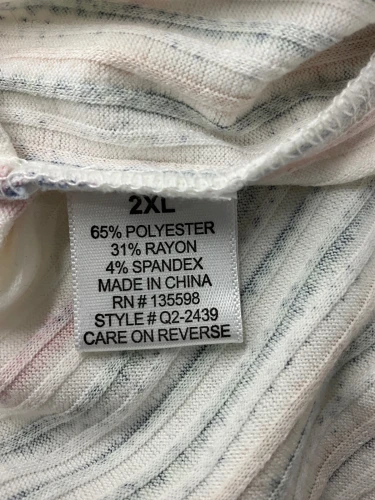 2XL
65% POLYESTER
31% RAYON
4% SPANDEX
MADE IN CHINA
RN # 135598
STYLE # Q2-2439
CARE ON REVERSE